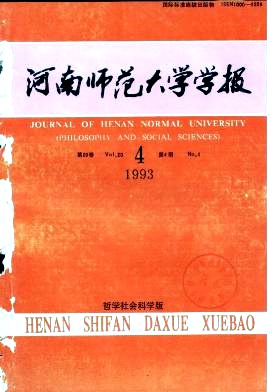 国际标准连续出版物 ISSN1000-2359
河南师范大学学报
JOURNAL OF HENAN NORMAL UNIVERSITY
(PHILOSOPHY AND SOCIAL SCIENCES)
第20卷 Vol.20 4 第4期 No.4
1993
哲学社会科学版
HENAN SHIFAN DAXUE XUEBAO